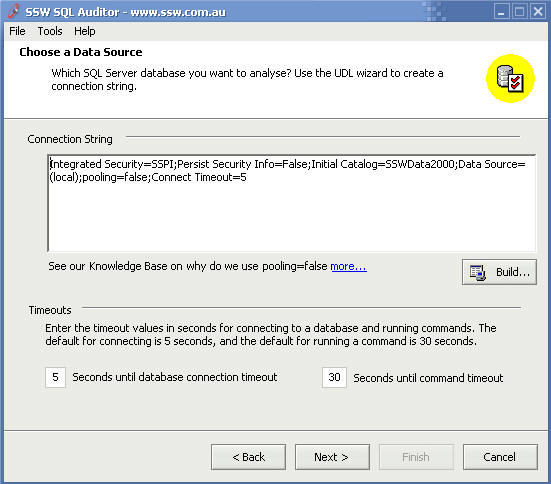 SSW SQL Auditor - www.ssw.com.au
File Tools Help
Choose a Data Source
Which SQL Server database you want to analyse? Use the UDL wizard to create a
connection string.
Connection String
Integrated Security=SSPI;Persist Security Info=False;Initial Catalog=SSWData2000;Data Source=
(local);pooling=false;Connect Timeout=5
See our Knowledge Base on why do we use pooling=false more...
Build...
Timeouts
Enter the timeout values in seconds for connecting to a database and running commands. The
default for connecting is 5 seconds, and the default for running a command is 30 seconds.
5 Seconds until database connection timeout 30 Seconds until command timeout
< Back Next > Finish Cancel